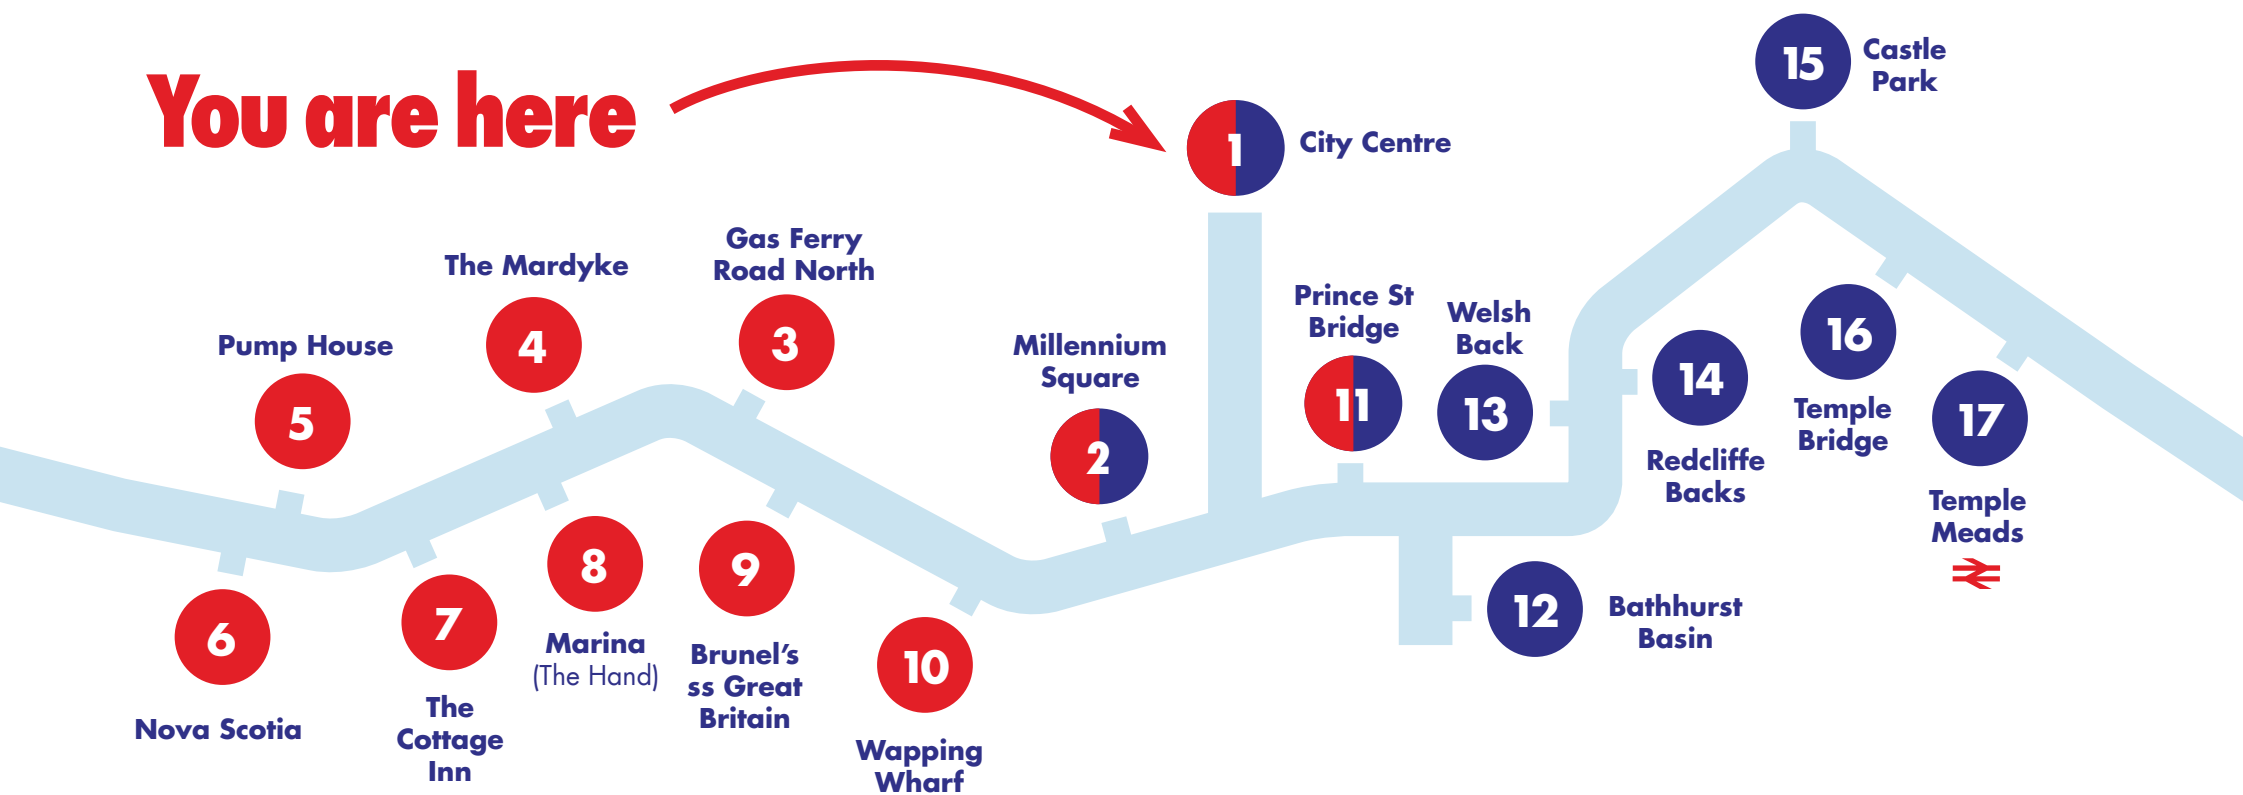 You are here
15
Castle
Park
1
City Centre
Gas Ferry
Road North
3
The Mardyke
4
Pump House
5
Millennium
Square
2
Prince St
Bridge
11
Welsh
Back
13
14
Redcliffe
Backs
16
Temple
Bridge
17
Temple
Meads
6
Nova Scotia
7
The
Cottage
Inn
8
Marina
(The Hand)
9
Brunel’s
ss Great
Britain
10
Wapping
Wharf
12
Bathhurst
Basin